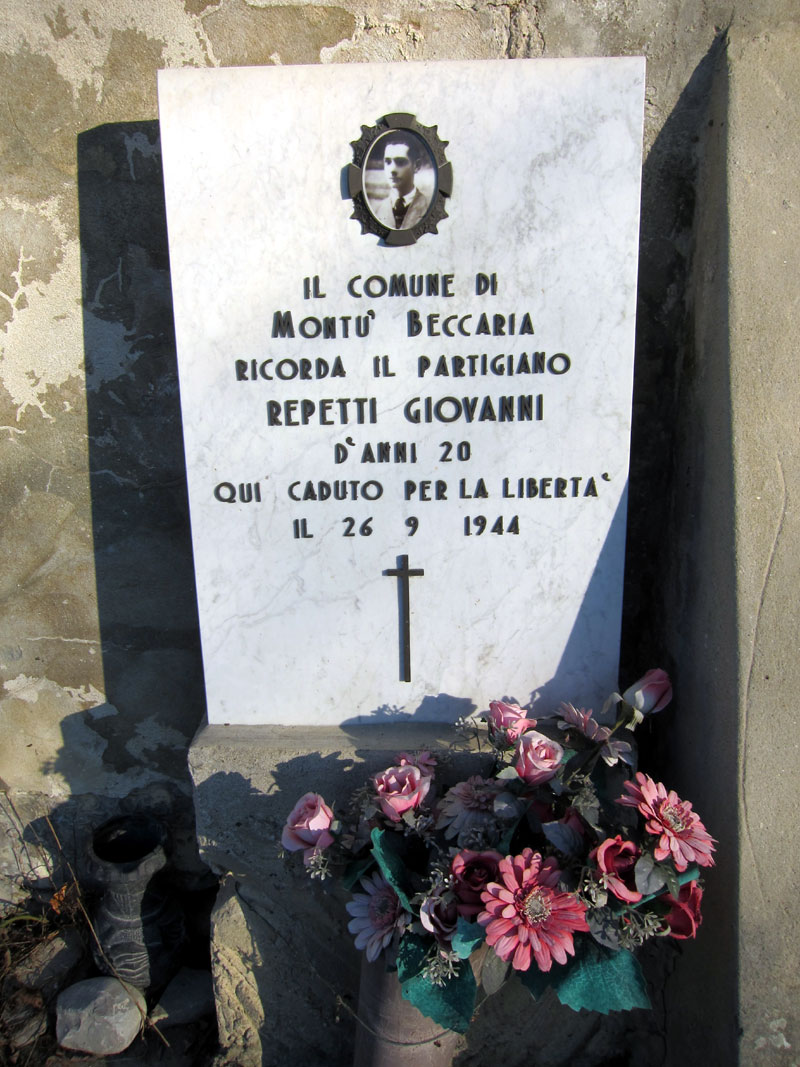 IL COMUNE DI
MONTU' BECCARIA
RICORDA IL PARTIGIANO
REPETTI GIOVANNI
D'ANNI 20
QUI CADUTO PER LA LIBERTA'
IL 26 9 1944